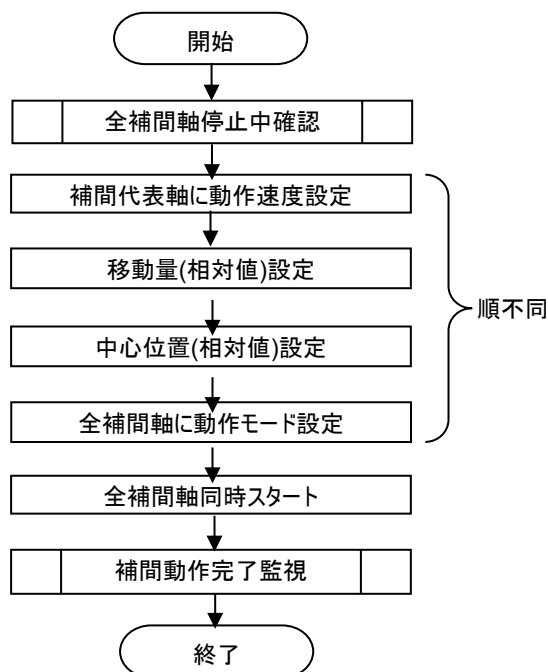 開始
全補間軸停止中確認
補間代表軸に動作速度設定
移動量(相対値)設定
中心位置(相対値)設定
全補間軸に動作モード設定
順不同
全補間軸同時スタート
補間動作完了監視
終了